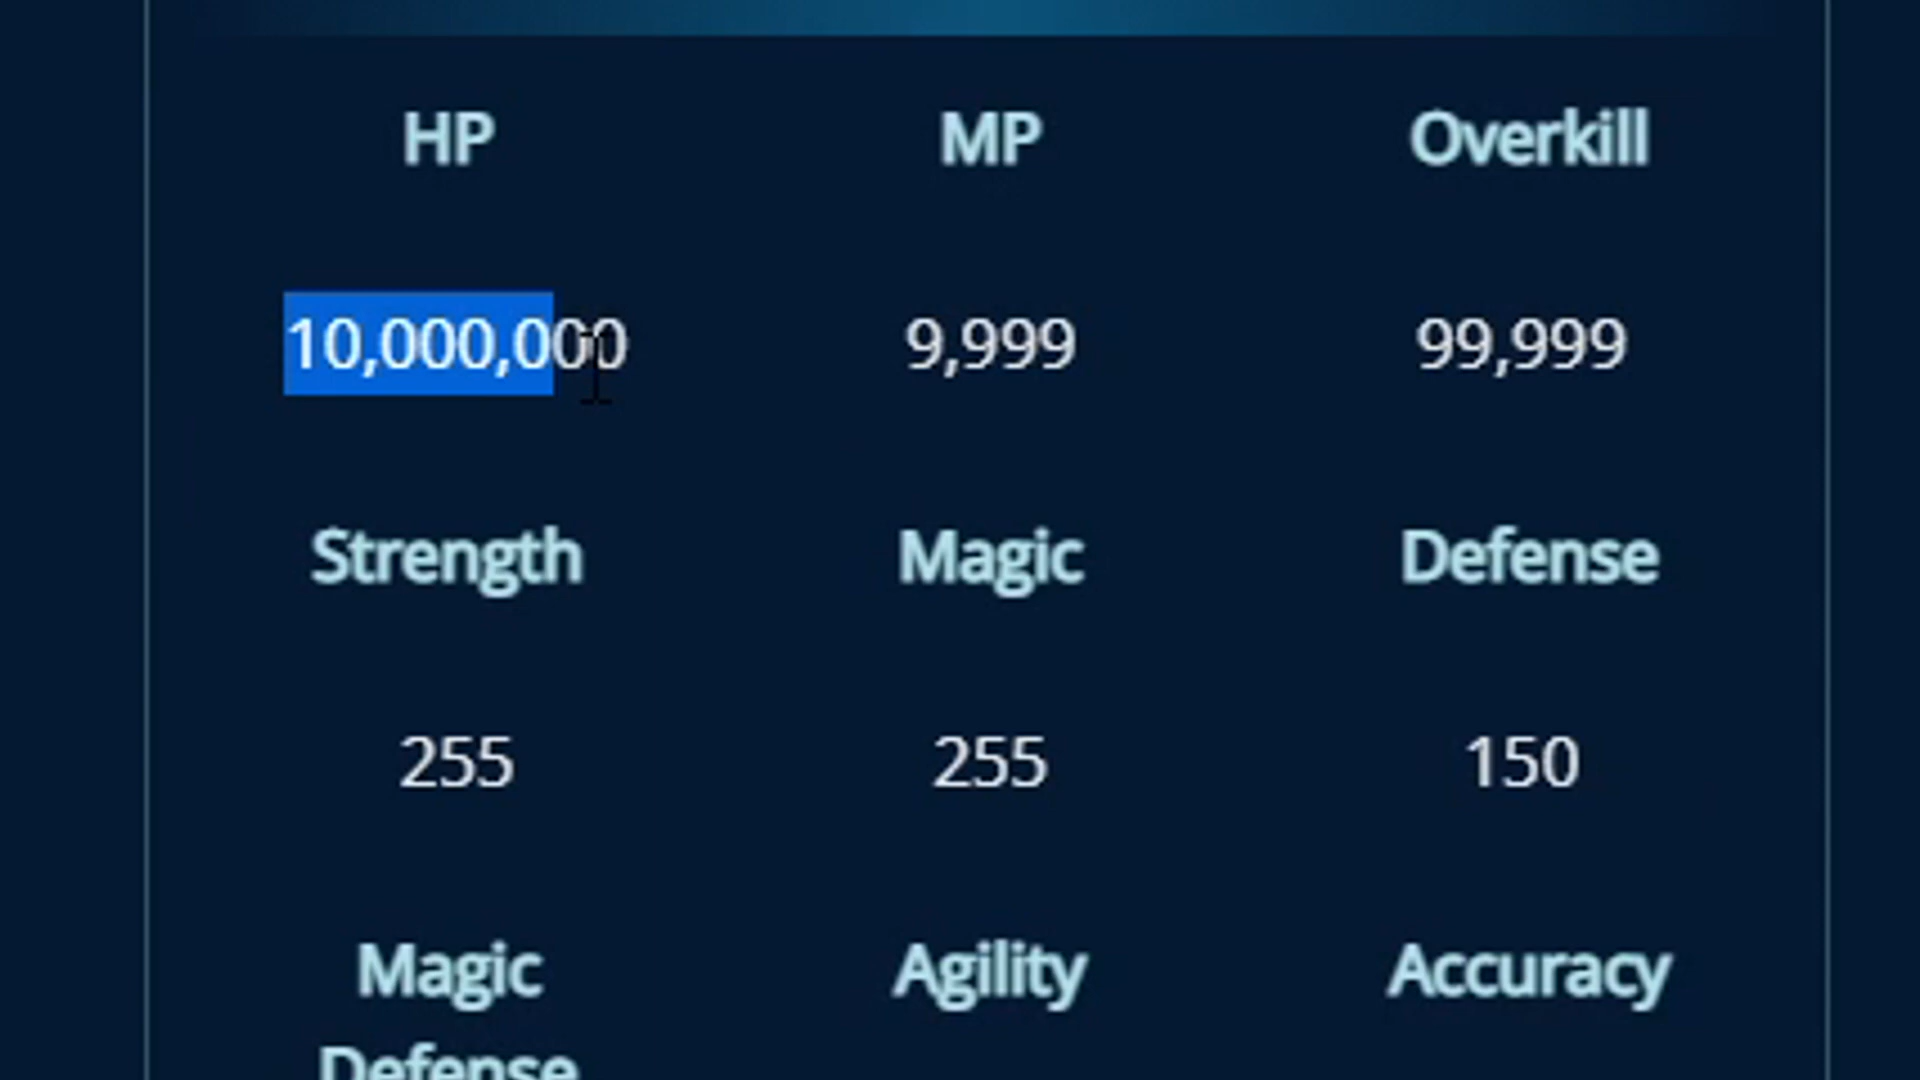 HP MP Overkill
10,000,000 9,999 99,999
Strength Magic Defense
255 255 150
Magic Agility Accuracy
Defense